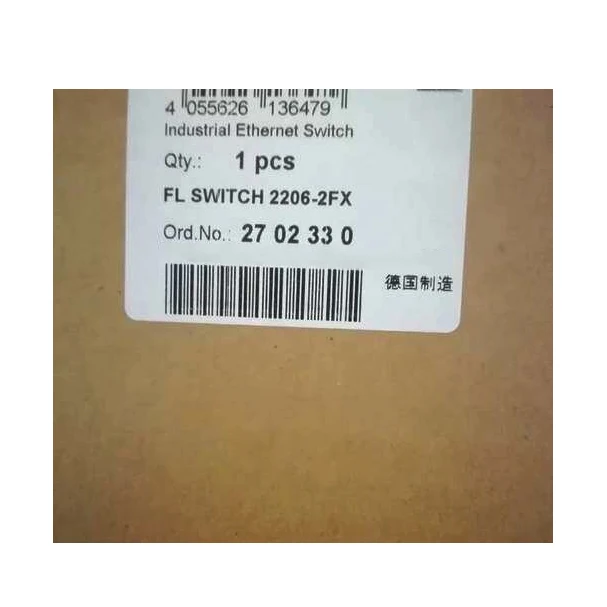 4 055626 136479
Industrial Ethernet Switch
Qty.: 1 pcs
FL SWITCH 2206-2FX
Ord.No.: 27 02 33 0
德国制造